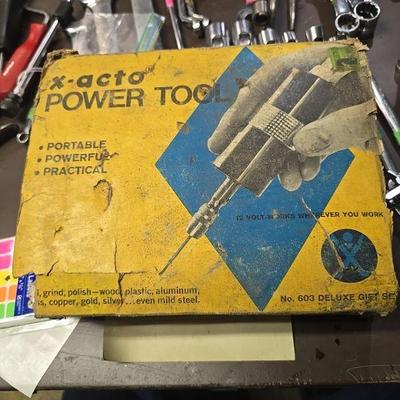 x-acto
POWER TOOL
• PORTABLE
• POWERFUL
• PRACTICAL
12 VOLT-WORKS WHEREVER YOU WORK
X
grind, polish—wood, plastic, aluminum,
copper, gold, silver...even mild steel.
No. 603 DELUXE GIFT SE